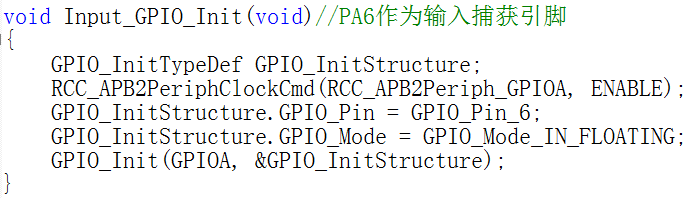 void Input_GPIO_Init(void)//PA6作为输入捕获引脚
{
    GPIO_InitTypeDef GPIO_InitStructure;
    RCC_APB2PeriphClockCmd(RCC_APB2Periph_GPIOA, ENABLE);
    GPIO_InitStructure.GPIO_Pin = GPIO_Pin_6;
    GPIO_InitStructure.GPIO_Mode = GPIO_Mode_IN_FLOATING;
    GPIO_Init(GPIOA, &GPIO_InitStructure);
}